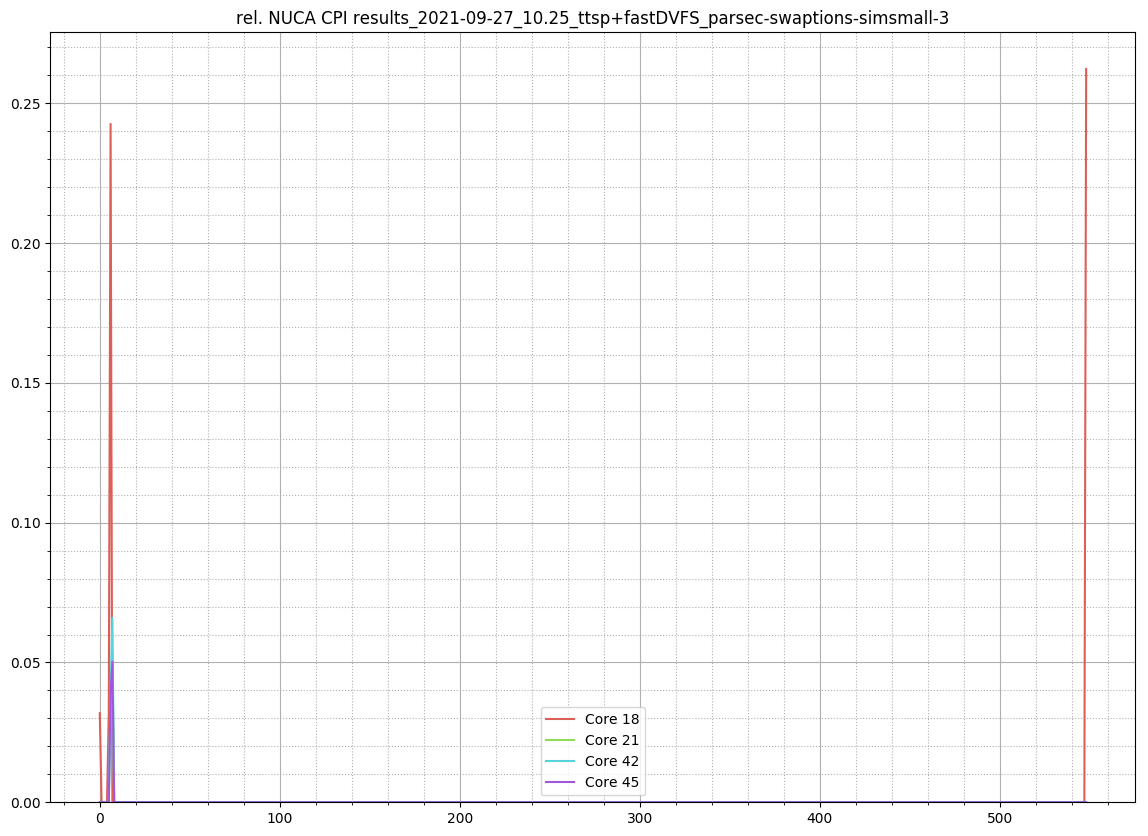 rel. NUCA CPI results_2021-09-27_10.25_ttsp+fastDVFS_parsec-swaptions-simsmall-3
0.25
0.20
0.15
0.10
0.05
0.00
Core 18
Core 21
Core 42
Core 45
0 100 200 300 400 500